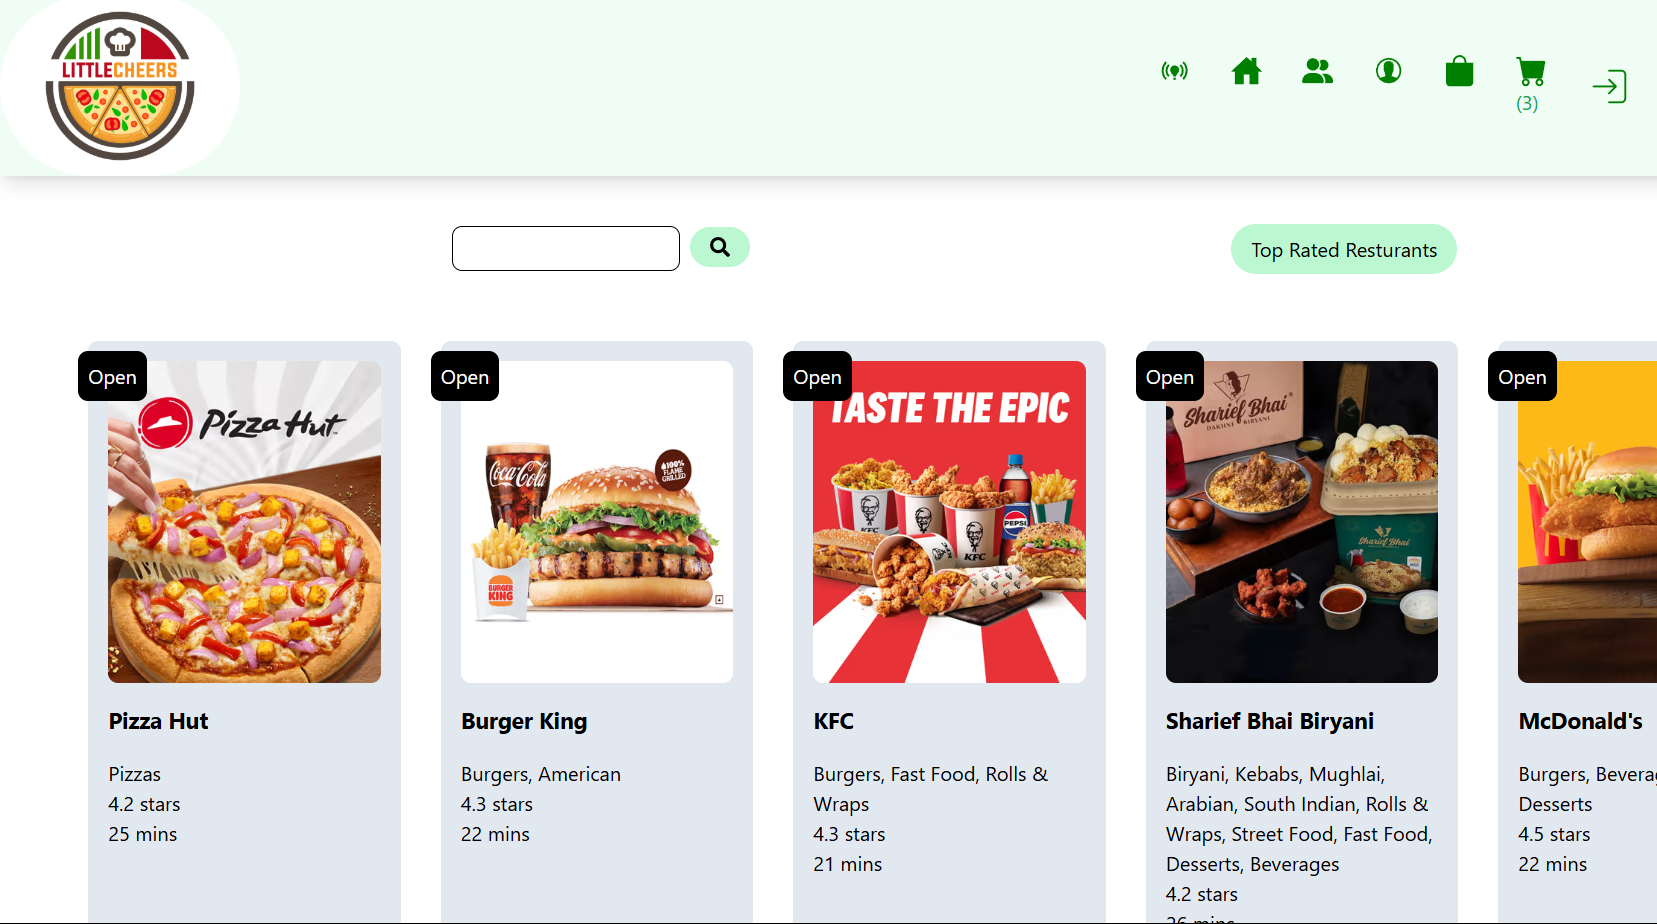 LITTLECHEERS
(3)
Top Rated Resturants
Open
Open
Open
Open
Open
Pizza Hut
Coca-Cola
100%
FLAME
GRILLED
BURGER
KING
TASTE THE EPIC
KFC
PEPSI
KFC
Sharief Bhai
DAKHNI BIRYANI
Sharief Bhai
Pizza Hut
Pizzas
4.2 stars
25 mins
Burger King
Burgers, American
4.3 stars
22 mins
KFC
Burgers, Fast Food, Rolls &
Wraps
4.3 stars
21 mins
Sharief Bhai Biryani
Biryani, Kebabs, Mughlai,
Arabian, South Indian, Rolls &
Wraps, Street Food, Fast Food,
Desserts, Beverages
4.2 stars
26 mins
McDonald's
Burgers,
Desserts
4.5 stars
22 mins